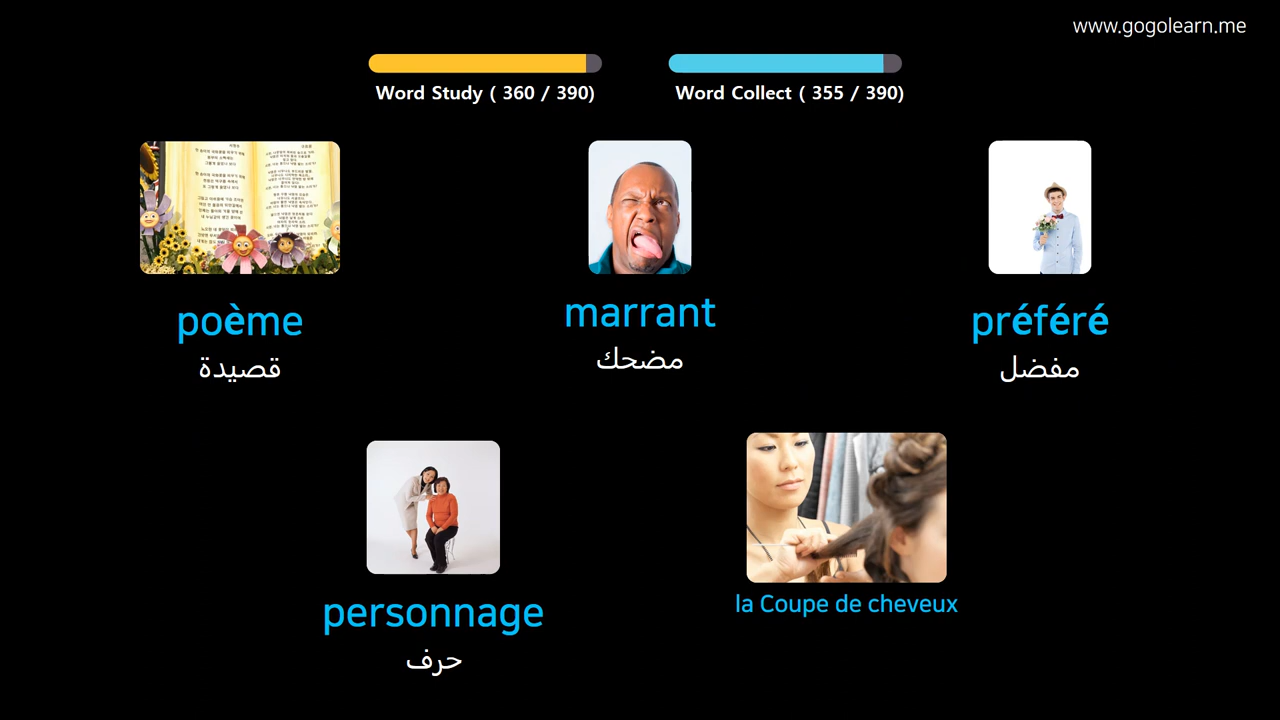 www.gogolearn.me
Word Study ( 360 / 390)
Word Collect ( 355 / 390)
poème
قصيدة
marrant
مضحك
préféré
مفضل
personnage
حرف
la Coupe de cheveux